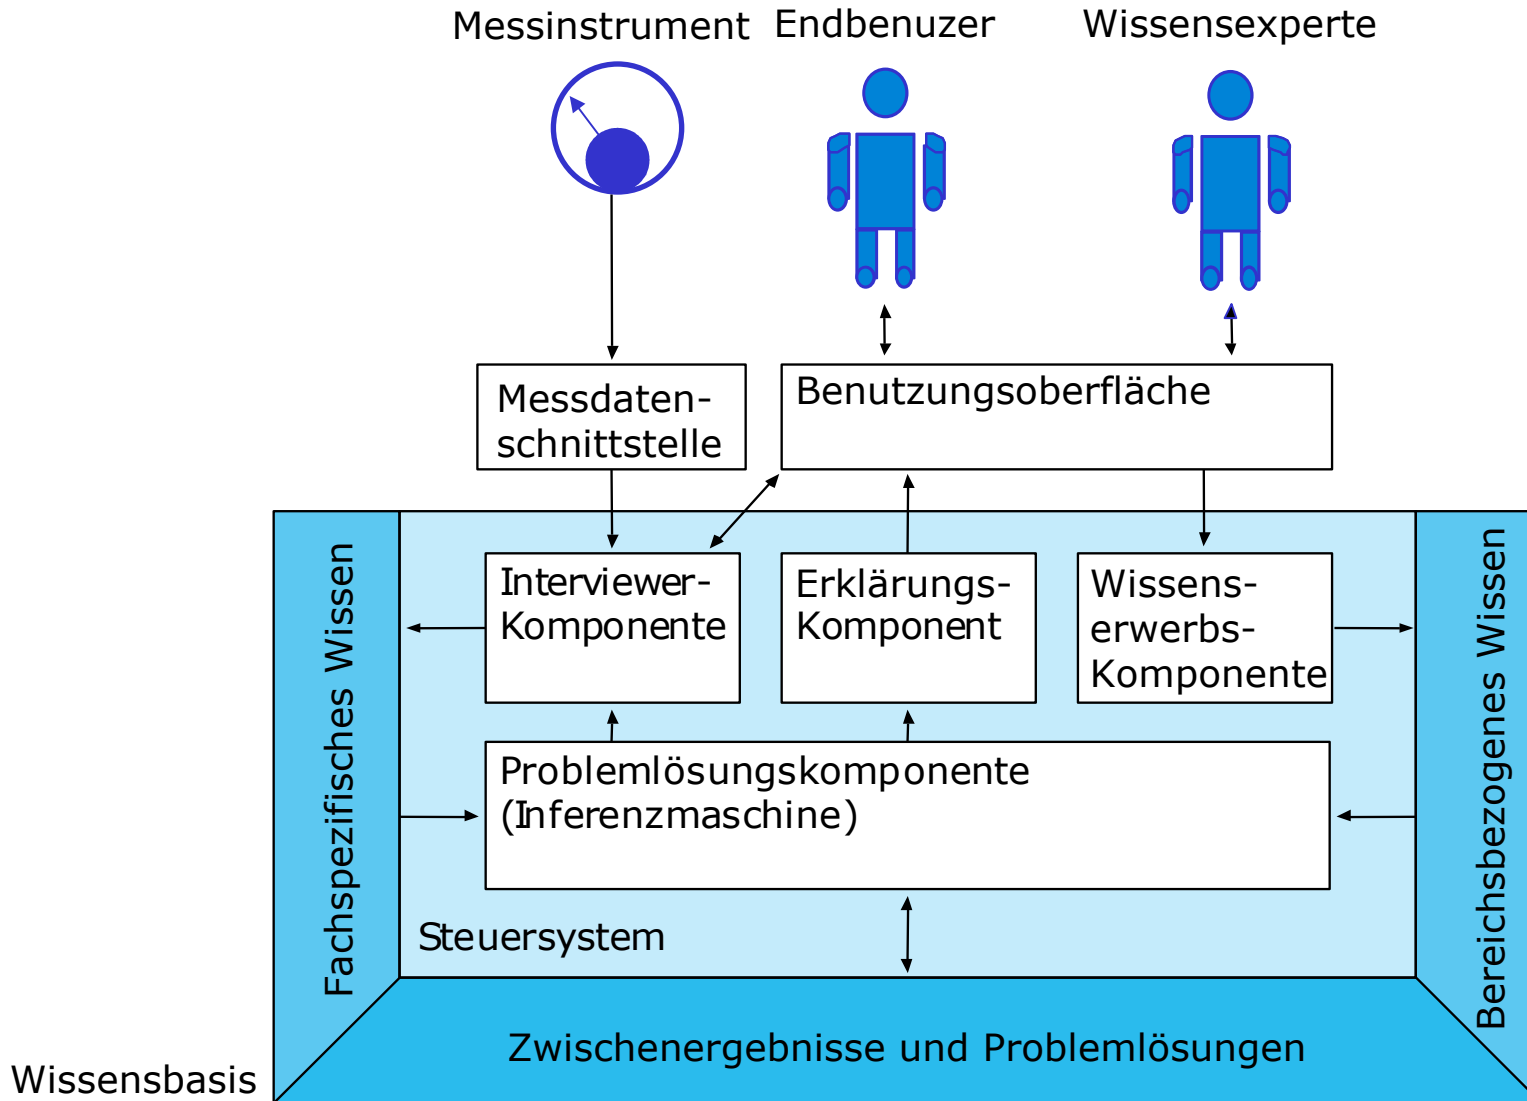 Messinstrument
Endbenuzer
Wissensexperte
Messdaten-
schnittstelle
Benutzungsoberfläche
Interviewer-
Komponente
Erklärungs-
Komponent
Wissens-
erwerbs-
Komponente
Fachspezifisches Wissen
Bereichsbezogenes Wissen
Problemlösungskomponente
(Inferenzmaschine)
Steuersystem
Zwischenergebnisse und Problemlösungen
Wissensbasis